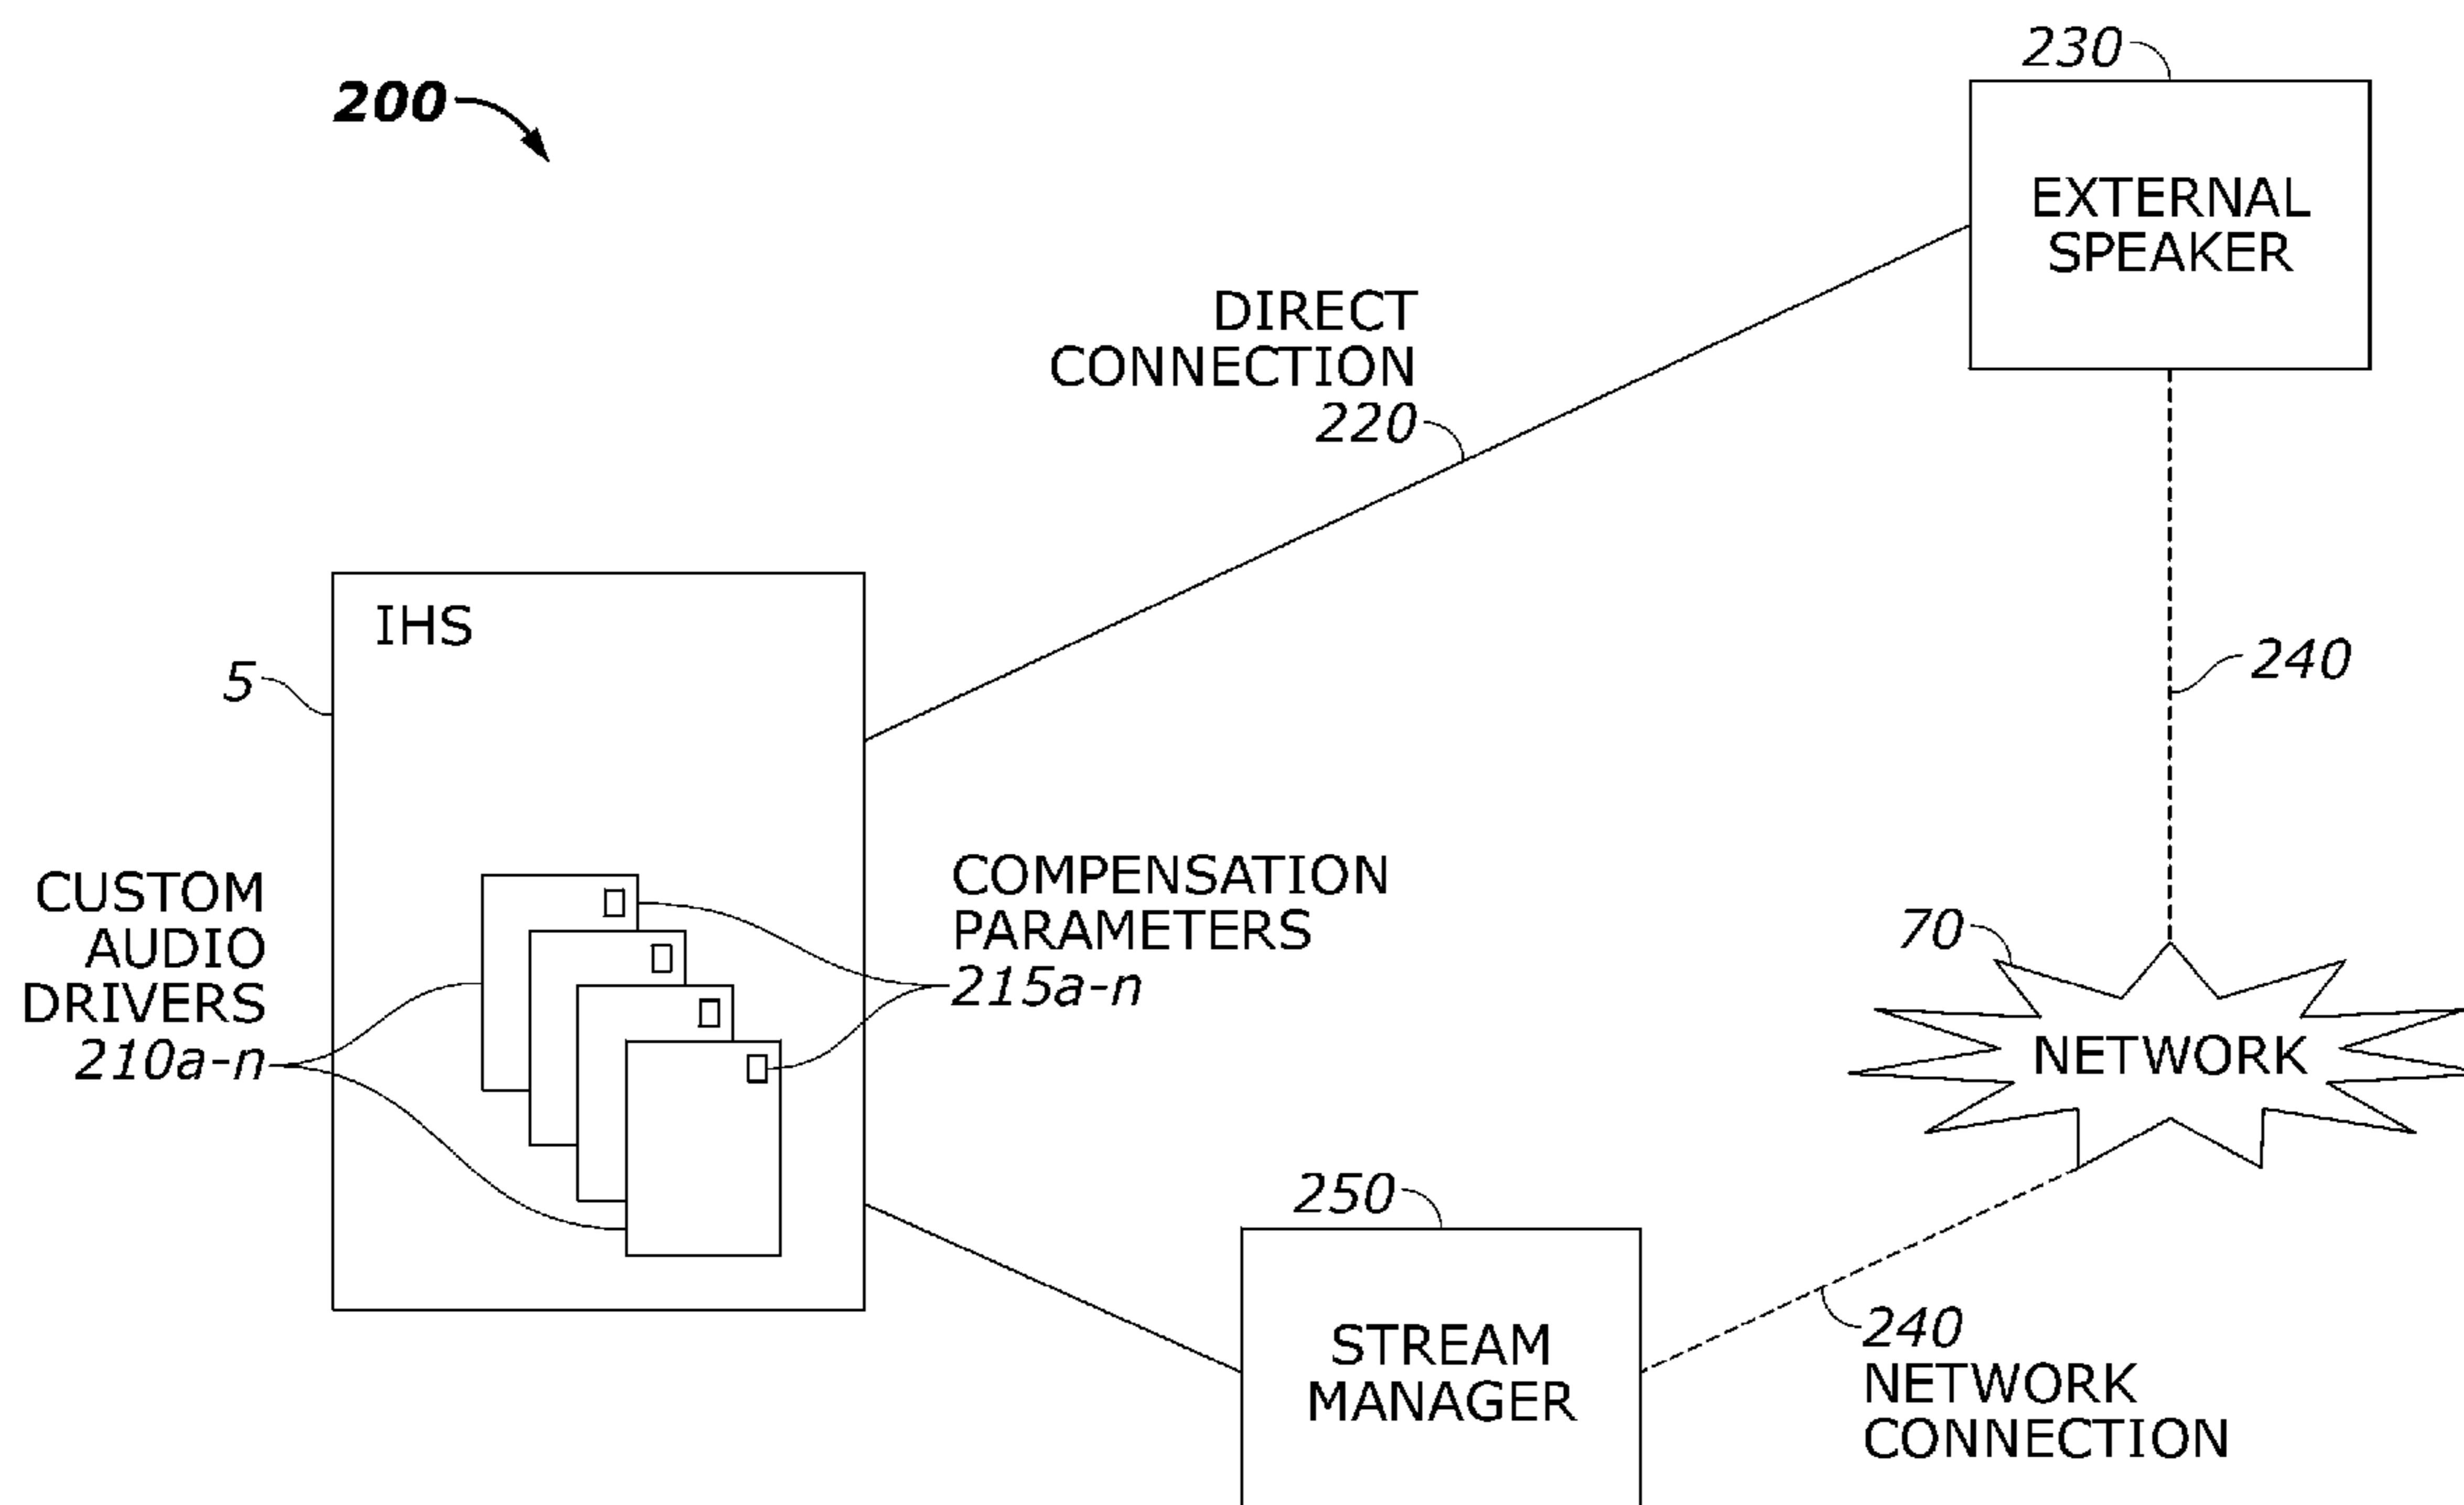 200
230
EXTERNAL
SPEAKER
DIRECT
CONNECTION
220
IHS
5
240
CUSTOM
AUDIO
DRIVERS
210a-n
COMPENSATION
PARAMETERS
215a-n
70
NETWORK
250
STREAM
MANAGER
240
NETWORK
CONNECTION